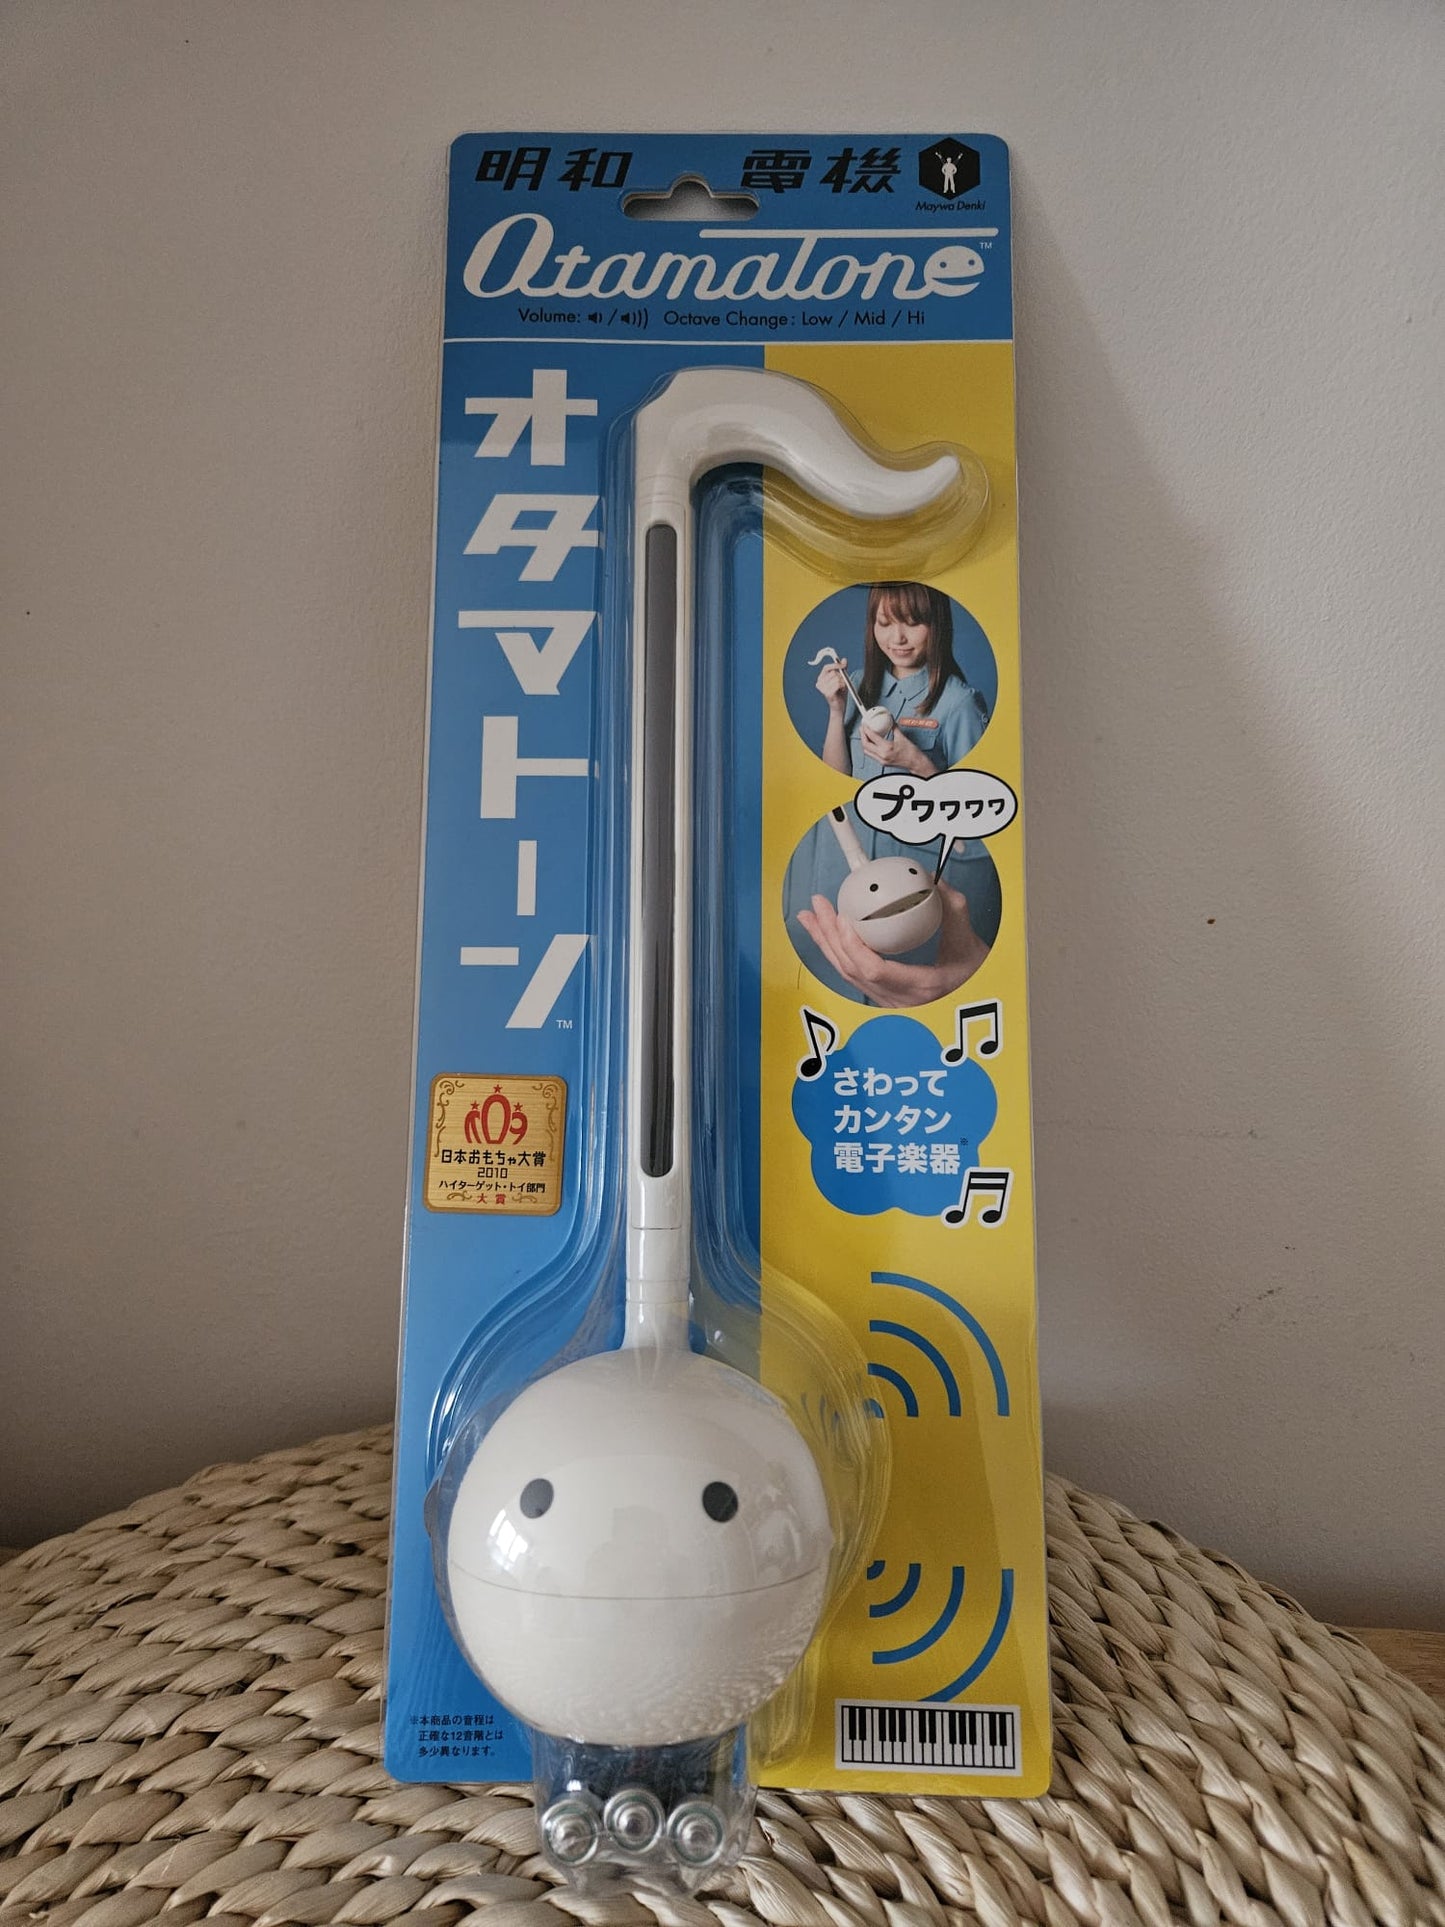 明和 電機
Maywa Denki
Otamatone™
Volume: / Octave Change: Low / Mid / Hi
オタマトーン™
プワワワワ
さわって
カンタン
電子楽器※
日本おもちゃ大賞
2010
ハイターゲット・トイ部門
大賞
※本商品の音程は
正確な12音階とは
多少異なります。